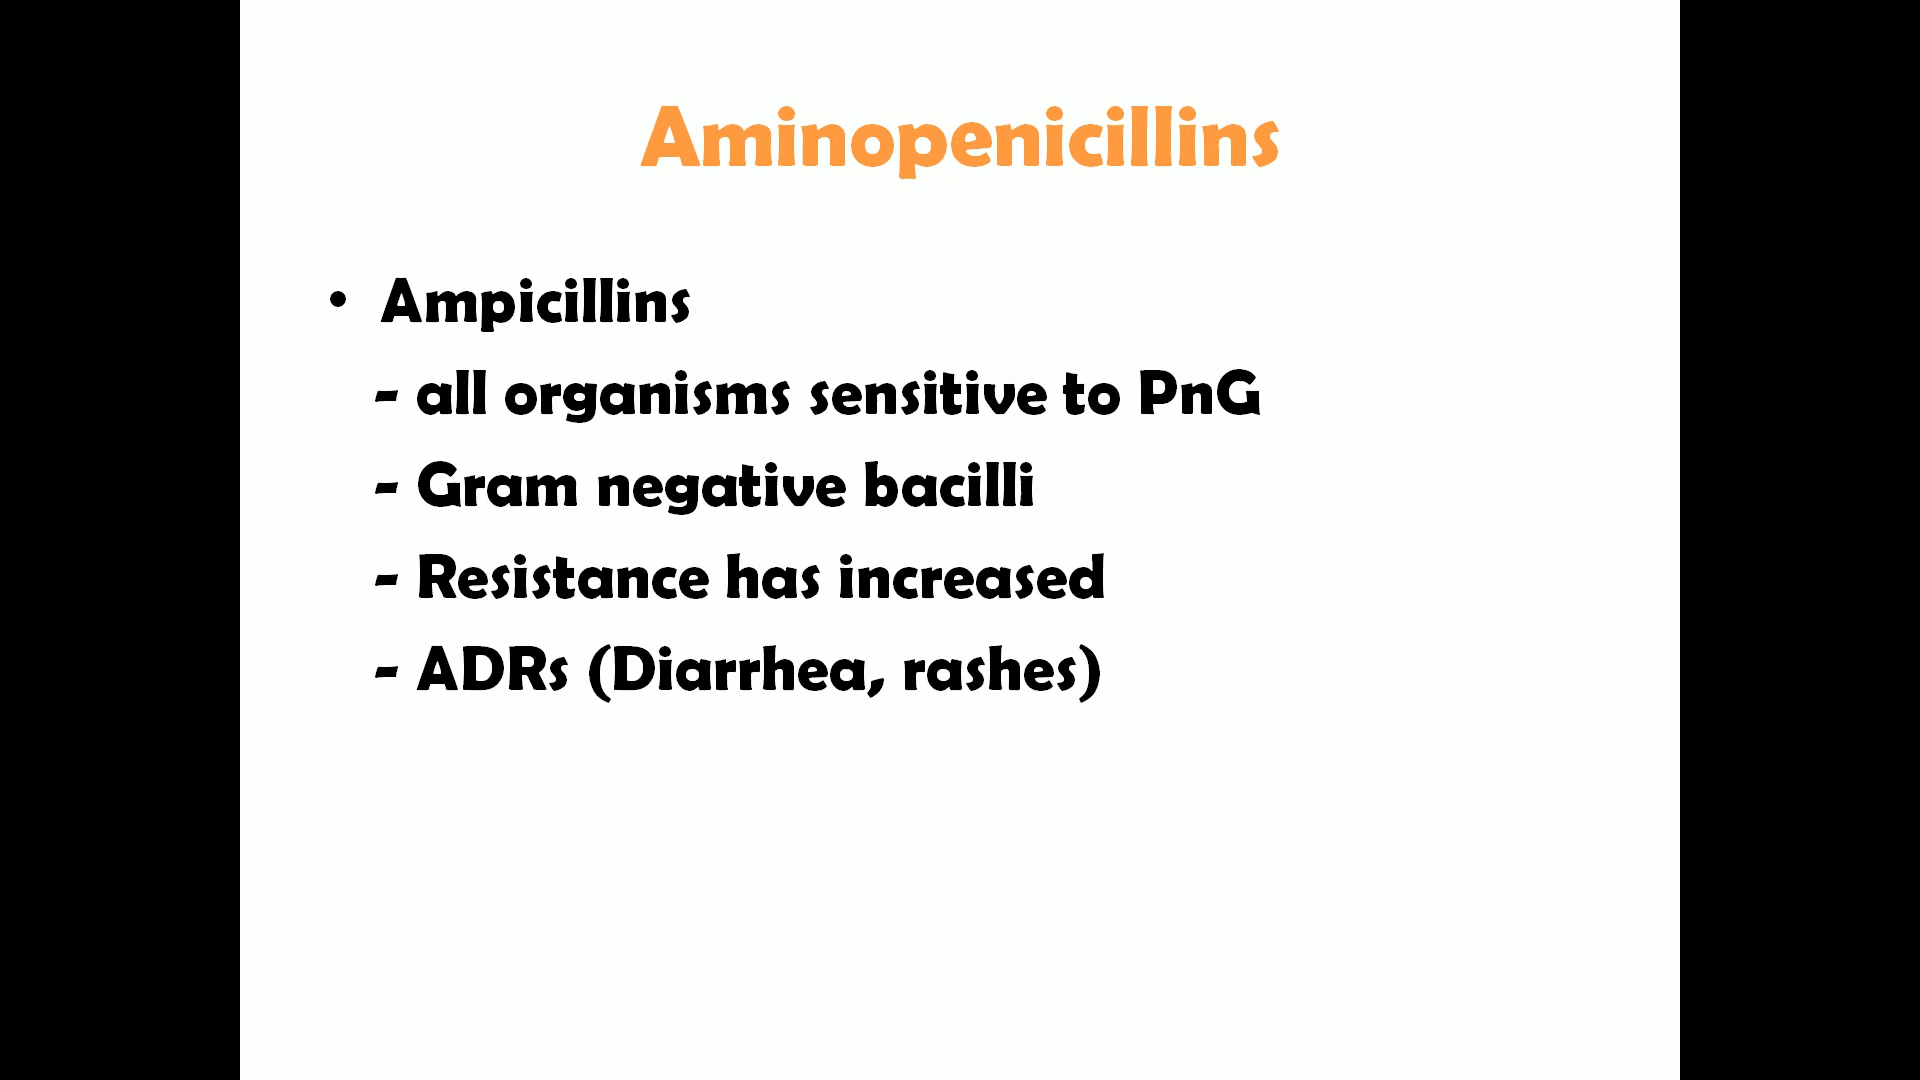 Aminopenicillins
• Ampicillins
- all organisms sensitive to PnG
- Gram negative bacilli
- Resistance has increased
- ADRs (Diarrhea, rashes)